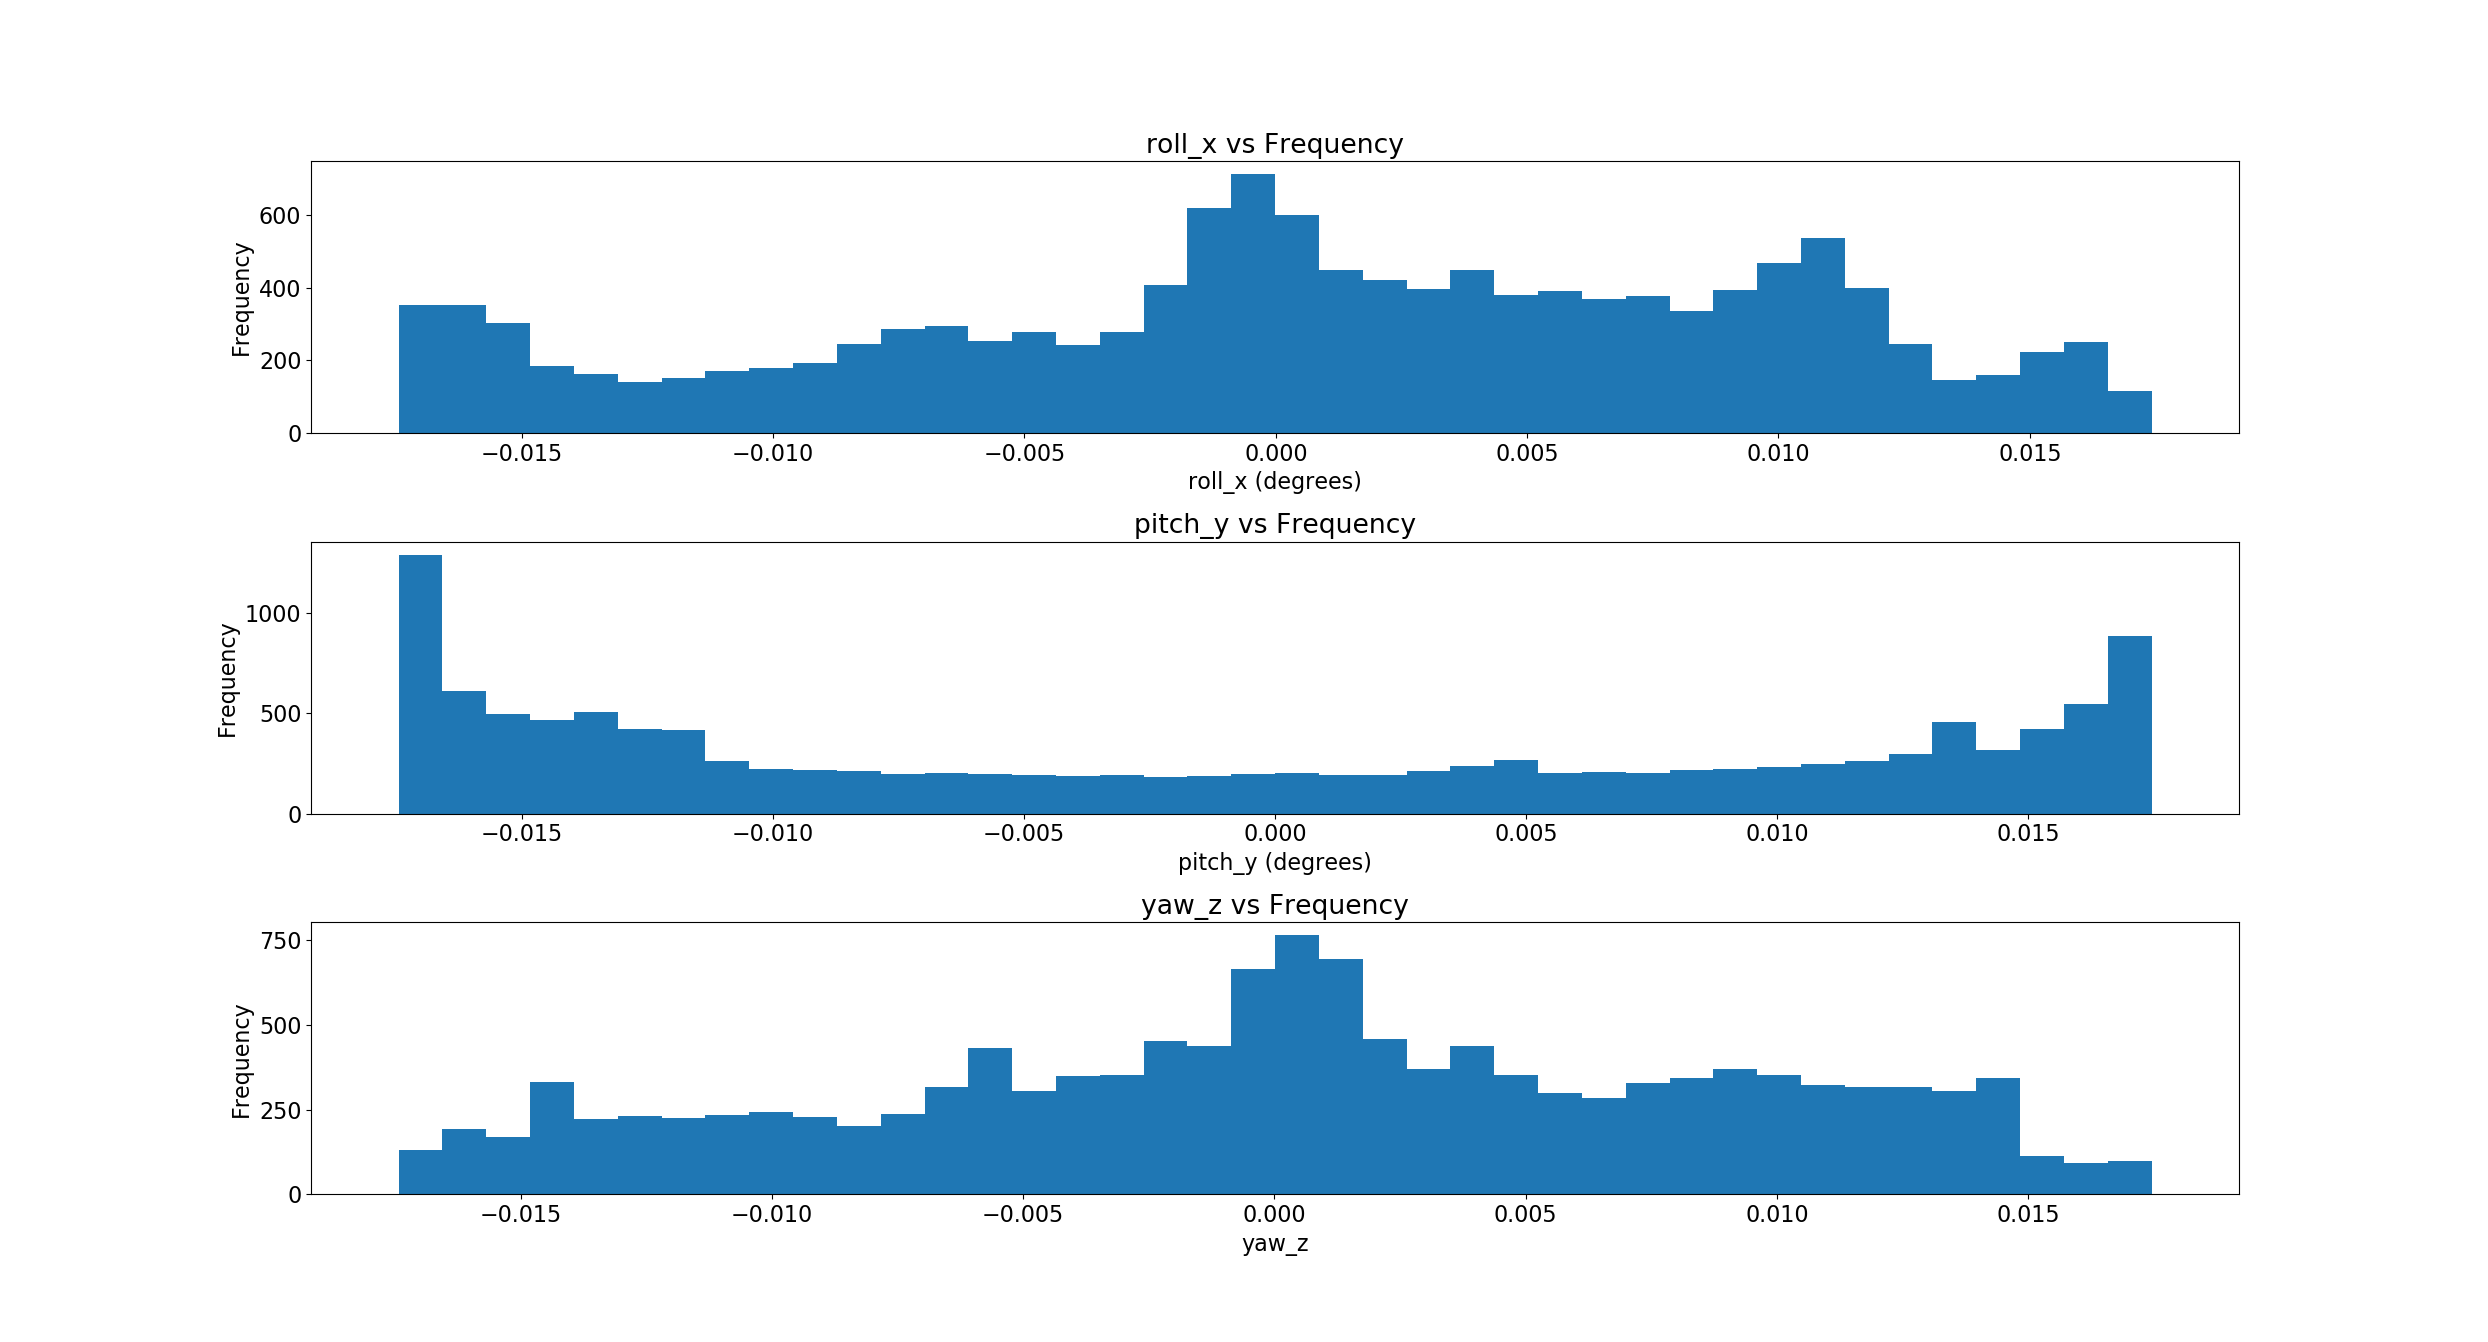 roll_x vs Frequency
Frequency
600
400
200
0
−0.015 −0.010 −0.005 0.000 0.005 0.010 0.015
roll_x (degrees)
pitch_y vs Frequency
Frequency
1000
500
0
−0.015 −0.010 −0.005 0.000 0.005 0.010 0.015
pitch_y (degrees)
yaw_z vs Frequency
Frequency
750
500
250
0
−0.015 −0.010 −0.005 0.000 0.005 0.010 0.015
yaw_z